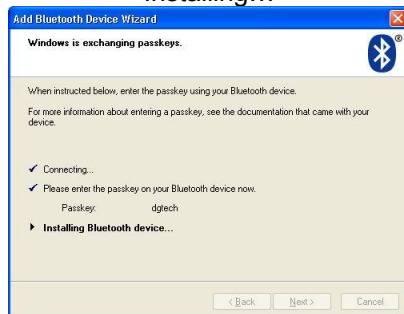 Installing...
Add Bluetooth Device Wizard
Windows is exchanging passkeys.
When instructed below, enter the passkey using your Bluetooth device.
For more information about entering a passkey, see the documentation that came with your
device.
Connecting...
Please enter the passkey on your Bluetooth device now.
Passkey: dgtech
Installing Bluetooth device...
< Back Next > Cancel